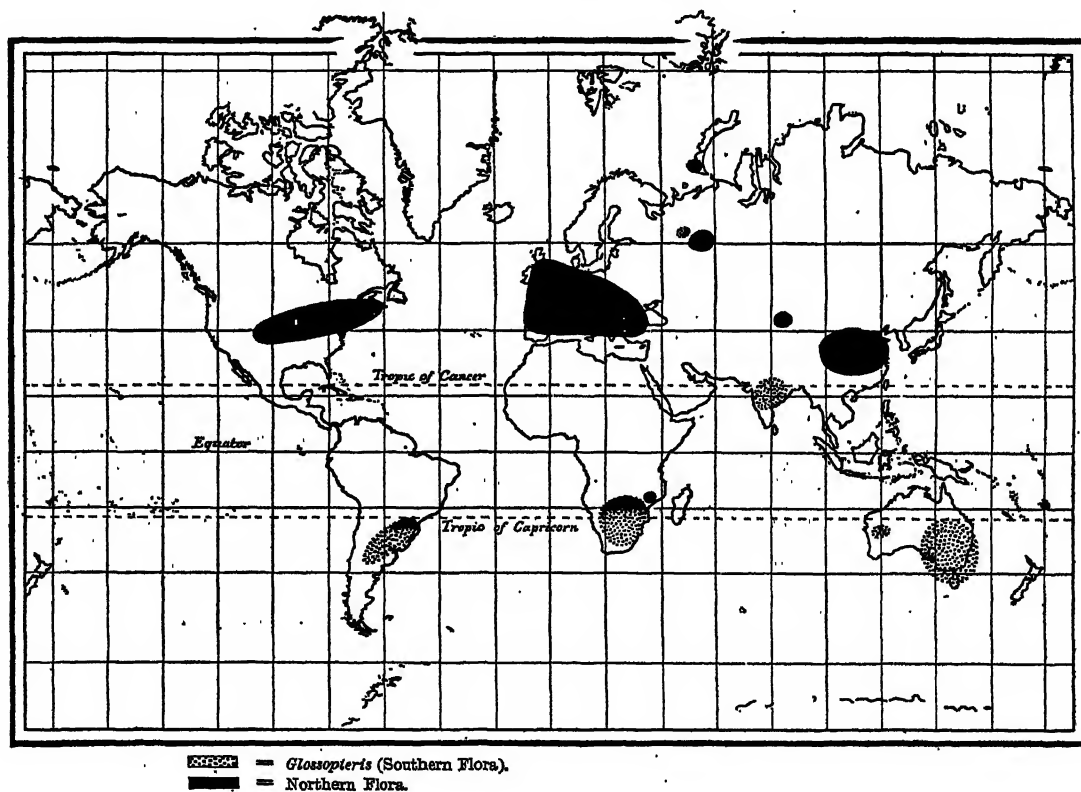 Tropic of Cancer
Equator
Tropic of Capricorn
= Glossopteris (Southern Flora).
= Northern Flora.